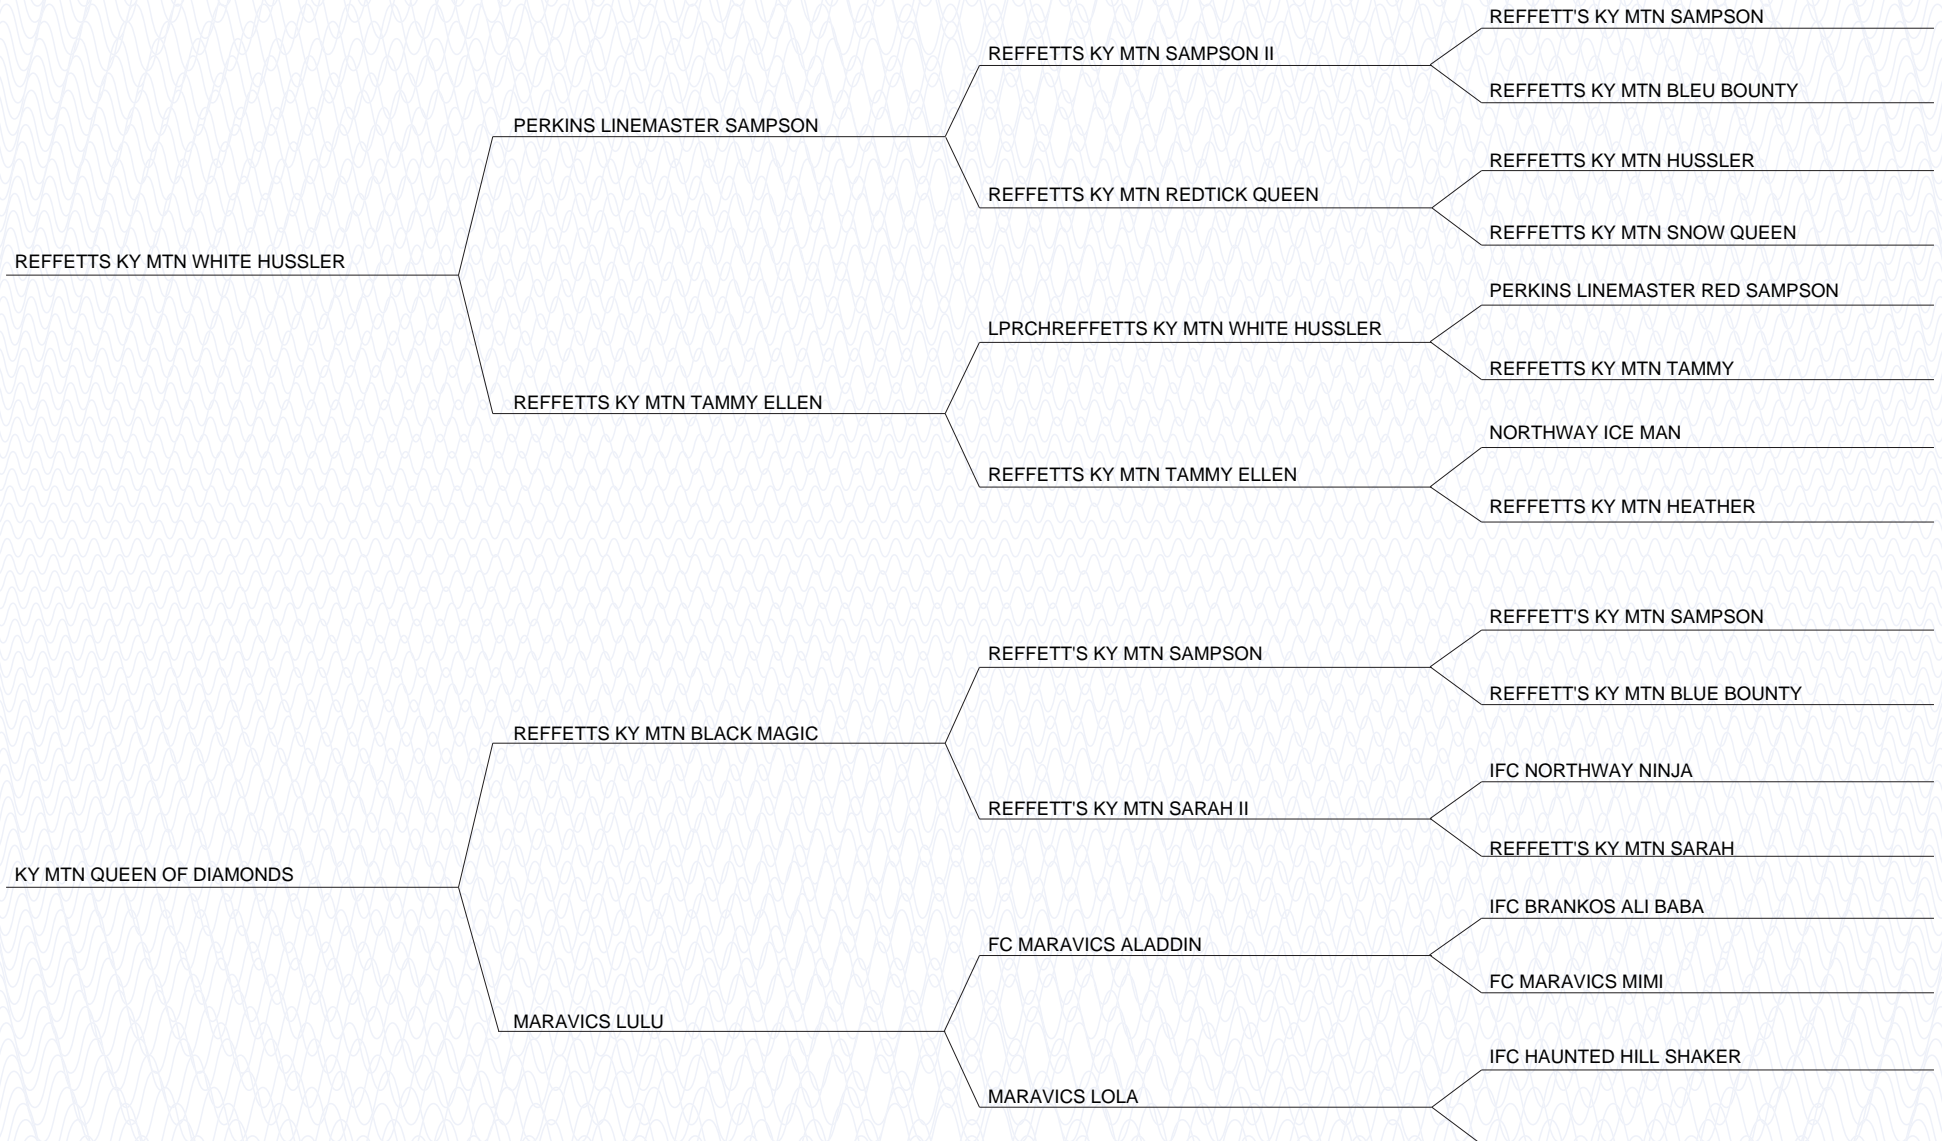 REFFETT'S KY MTN SAMPSON
REFFETTS KY MTN SAMPSON II
REFFETTS KY MTN BLEU BOUNTY
PERKINS LINEMASTER SAMPSON
REFFETTS KY MTN HUSSLER
REFFETTS KY MTN REDTICK QUEEN
REFFETTS KY MTN SNOW QUEEN
REFFETTS KY MTN WHITE HUSSLER
PERKINS LINEMASTER RED SAMPSON
LPRCHREFFETTS KY MTN WHITE HUSSLER
REFFETTS KY MTN TAMMY
REFFETTS KY MTN TAMMY ELLEN
NORTHWAY ICE MAN
REFFETTS KY MTN TAMMY ELLEN
REFFETTS KY MTN HEATHER
REFFETT'S KY MTN SAMPSON
REFFETT'S KY MTN SAMPSON
REFFETT'S KY MTN BLUE BOUNTY
REFFETTS KY MTN BLACK MAGIC
IFC NORTHWAY NINJA
REFFETT'S KY MTN SARAH II
REFFETT'S KY MTN SARAH
KY MTN QUEEN OF DIAMONDS
IFC BRANKOS ALI BABA
FC MARAVICS ALADDIN
FC MARAVICS MIMI
MARAVICS LULU
IFC HAUNTED HILL SHAKER
MARAVICS LOLA